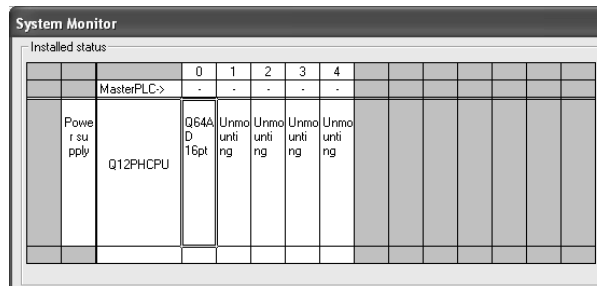 System Monitor
Installed status
0 1 2 3 4
MasterPLC-> - - - - -
Powe
r su
pply
Q12PHCPU
Q64A
D
16pt
Unmo
unti
ng
Unmo
unti
ng
Unmo
unti
ng
Unmo
unti
ng